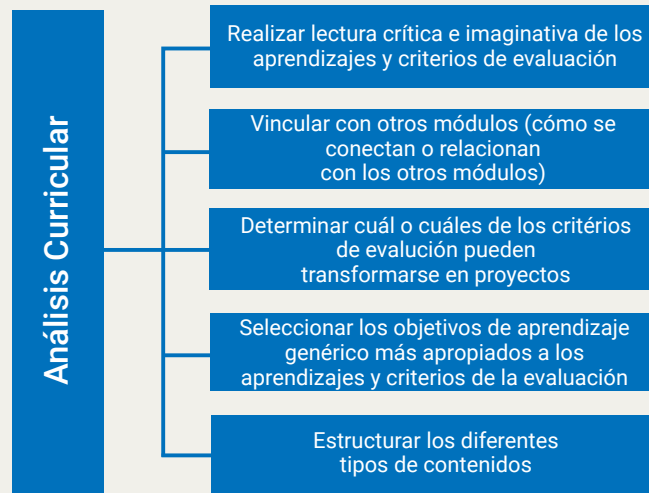 Análisis Curricular
Realizar lectura crítica e imaginativa de los
aprendizajes y criterios de evaluación
Vincular con otros módulos (cómo se
conectan o relacionan
con los otros módulos)
Determinar cuál o cuáles de los critérios
de evalución pueden
transformarse en proyectos
Seleccionar los objetivos de aprendizaje
genérico más apropiados a los
aprendizajes y criterios de la evaluación
Estructurar los diferentes
tipos de contenidos